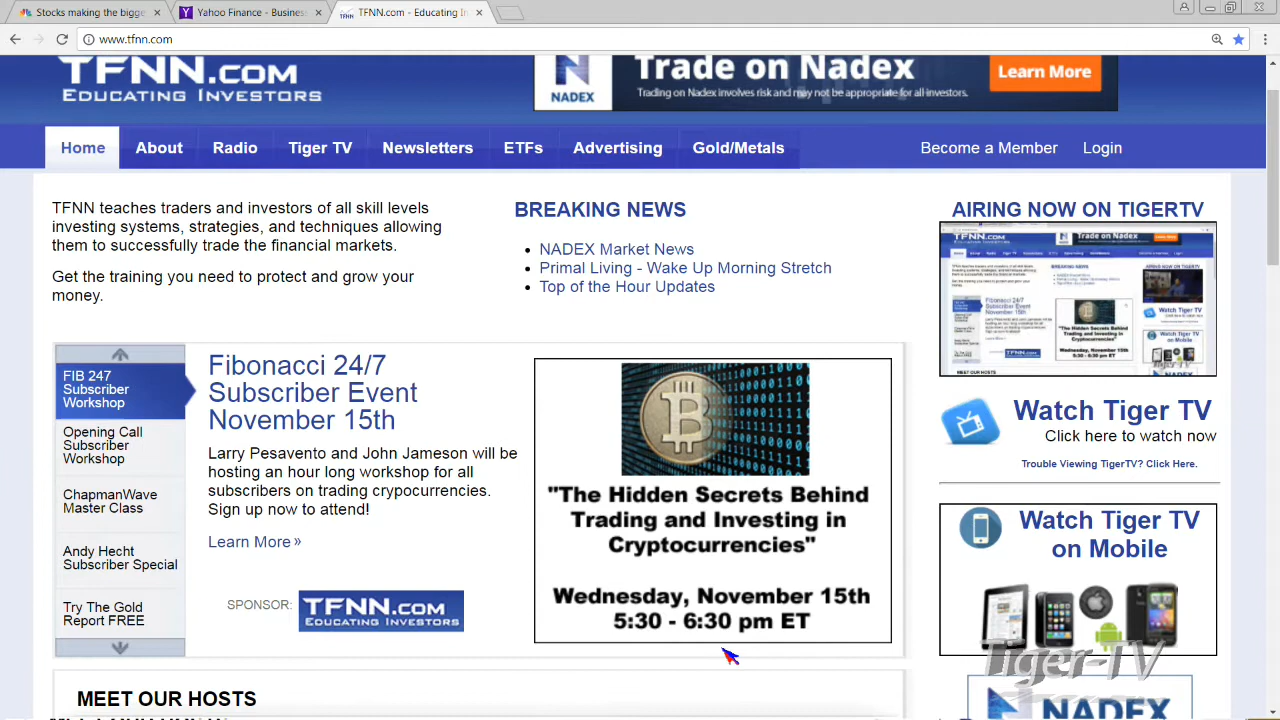 Stocks making the bigge
Yahoo Finance - Business
TFNN.com - Educating In
www.tfnn.com
TFNN.COM
EDUCATING INVESTORS
NADEX
Trade on Nadex
Trading on Nadex involves risk and may not be appropriate for all investors.
Learn More
Home
About
Radio
Tiger TV
Newsletters
ETFs
Advertising
Gold/Metals
Become a Member
Login
TFNN teaches traders and investors of all skill levels
investing systems, strategies, and techniques allowing
them to successfully trade the financial markets.
Get the training you need to manage and grow your
money.
BREAKING NEWS
NADEX Market News
Primal Living - Wake Up Morning Stretch
Top of the Hour Updates
AIRING NOW ON TIGERTV
FIB 247
Subscriber
Workshop
Opening Call
Subscriber
Workshop
ChapmanWave
Master Class
Andy Hecht
Subscriber Special
Try The Gold
Report FREE
Fibonacci 24/7
Subscriber Event
November 15th
Larry Pesavento and John Jameson will be
hosting an hour long workshop for all
subscribers on trading crypocurrencies.
Sign up now to attend!
Learn More »
SPONSOR:
TFNN.COM
EDUCATING INVESTORS
"The Hidden Secrets Behind
Trading and Investing in
Cryptocurrencies"
Wednesday, November 15th
5:30 - 6:30 pm ET
Watch Tiger TV
Click here to watch now
Trouble Viewing TigerTV? Click Here.
Watch Tiger TV
on Mobile
Tiger-TV
NADEX
MEET OUR HOSTS